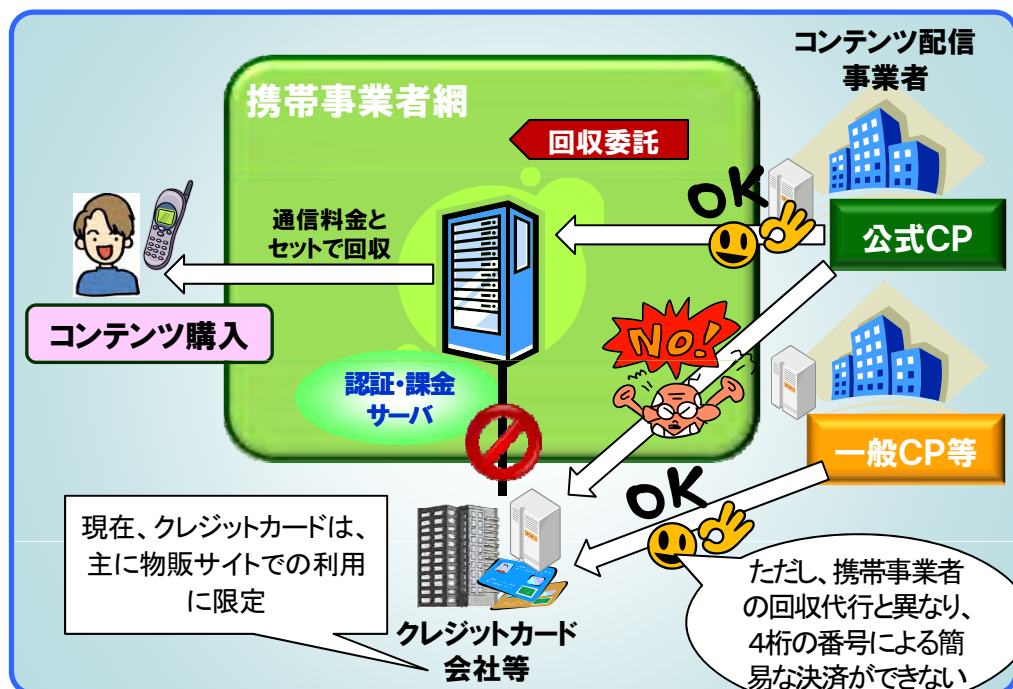 コンテンツ配信
事業者
携帯事業者網
回収委託
OK
通信料金と
セットで回収
公式CP
コンテンツ購入
No!
認証・課金
サーバ
一般CP等
OK
現在、クレジットカードは、
主に物販サイトでの利用
に限定
クレジットカード
会社等
ただし、携帯事業者
の回収代行と異なり、
4桁の番号による簡
易な決済ができない